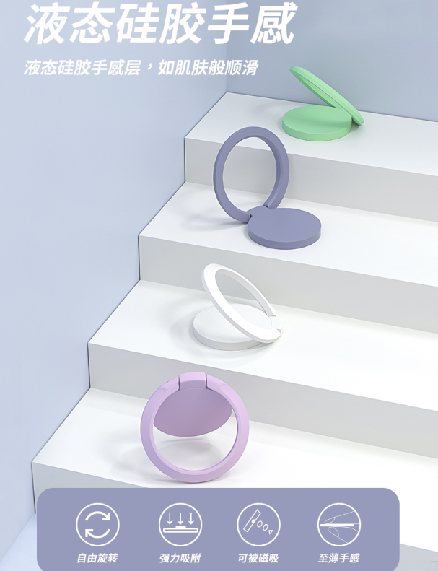 液态硅胶手感
液态硅胶手感层，如肌肤般顺滑
自由旋转
強力吸附
可被磁吸
至薄手感